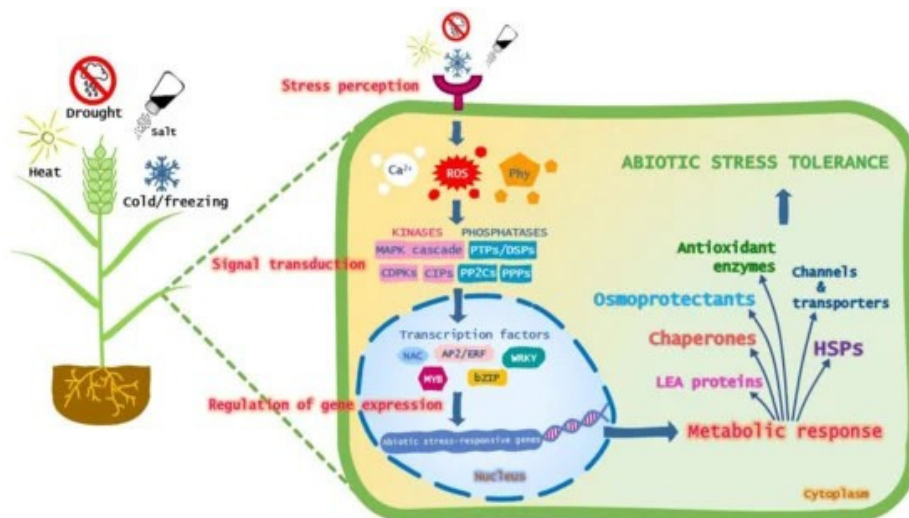 Drought
Salt
Heat
Cold/freezing
Stress perception
Ca²⁺
ROS
Phy
Signal transduction
KINASES
PHOSPHATASES
MAPK cascade
PTPs/DSPs
CDPKs
CIPs
PP2Cs
PPPs
Transcription factors
NAC
AP2/ERF
WRKY
MYB
bZIP
Regulation of gene expression
abiotic stress-responsive genes
Nucleus
ABIOTIC STRESS TOLERANCE
Antioxidant
enzymes
Channels
&
transporters
Osmoprotectants
Chaperones
HSPs
LEA proteins
Metabolic response
Cytoplasm